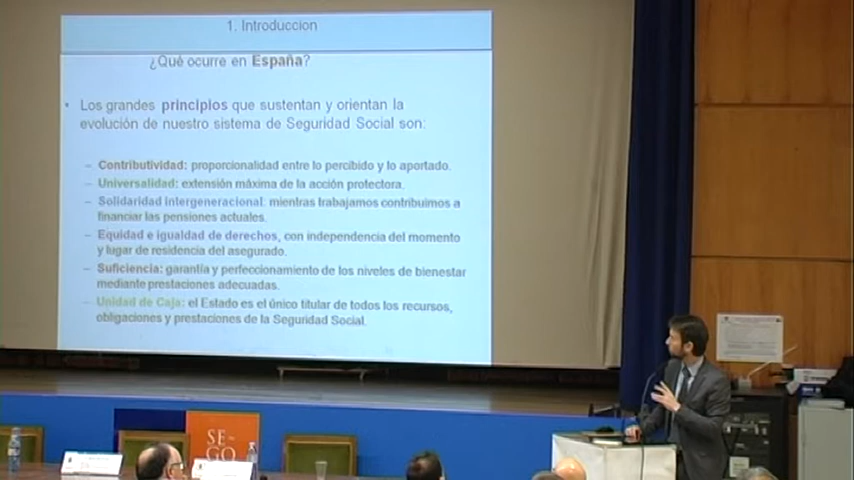 1. Introduccion
¿Qué ocurre en España?
• Los grandes principios que sustentan y orientan la
evolución de nuestro sistema de Seguridad Social son:
– Contributividad: proporcionalidad entre lo percibido y lo aportado.
– Universalidad: extensión máxima de la acción protectora.
– Solidaridad intergeneracional: mientras trabajamos contribuimos a
financiar las pensiones actuales.
– Equidad e igualdad de derechos, con independencia del momento
y lugar de residencia del asegurado.
– Suficiencia: garantía y perfeccionamiento de los niveles de bienestar
mediante prestaciones adecuadas.
– Unidad de Caja: el Estado es el único titular de todos los recursos,
obligaciones y prestaciones de la Seguridad Social.
SE~
GO